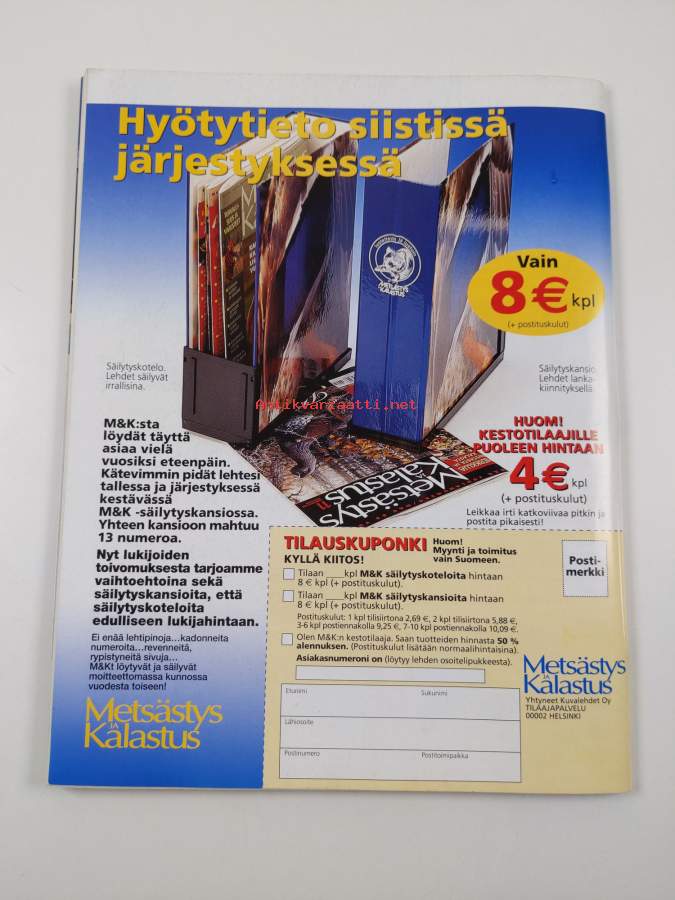 Hyötytieto siistissä
järjestyksessä
Vain
8 € kpl
(+ postituskulut)
METSÄSTYS
JA
KALASTUS
Säilytyskotelo.
Lehdet säilyvät
irrallisina.
Säilytyskansio
Lehdet lanka-
kiinnityksellä.
Antikvariaatti.net
M&K:sta
löydät täyttä
asiaa vielä
vuosiksi eteenpäin.
Kätevimmin pidät lehtesi
tallessa ja järjestyksessä
kestävässä
M&K -säilytyskansiossa.
Yhteen kansioon mahtuu
13 numeroa.
Metsästys
JA
Kalastus
HUOM!
KESTOTILAAJILLE
PUOLEEN HINTAAN
4 € kpl
(+ postituskulut)
Leikkaa irti katkoviivaa pitkin ja
postita pikaisesti!
Nyt lukijoiden
toivomuksesta tarjoamme
vaihtoehtoina sekä
säilytyskansioita, että
säilytyskoteloita
edulliseen lukijahintaan.
Ei enää lehtipinoja...kadonneita
numeroita...revenneitä,
rypistyneitä sivuja...
M&Kt löytyvät ja säilyvät
moitteettomassa kunnossa
vuodesta toiseen!
Metsästys
JA
Kalastus
TILAUSKUPONKI
Huom!
Myynti ja toimitus
vain Suomeen.
KYLLÄ KIITOS!
Posti-
merkki
Tilaan ____kpl M&K säilytyskoteloita hintaan
8 € kpl (+ postituskulut).
Tilaan ____kpl M&K säilytyskansioita hintaan
8 € kpl (+ postituskulut).
Postituskulut: 1 kpl tilisiirtona 2,69 €, 2 kpl tilisiirtona 5,88 €,
3-6 kpl postiennakolla 9,25 €, 7-10 kpl postiennakolla 10,09 €.
Olen M&K:n kestotilaaja. Saan tuotteiden hinnasta 50 %
alennuksen. (Postituskulut lisätään normaalihintaisina).
Asiakasnumeroni on (löytyy lehden osoitelipukkeesta).
Etunimi
Sukunimi
Lähiosoite
Postinumero
Postitoimipaikka
Metsästys
JA
Kalastus
Yhtyneet Kuvalehdet Oy
TILAAJAPALVELU
00002 HELSINKI